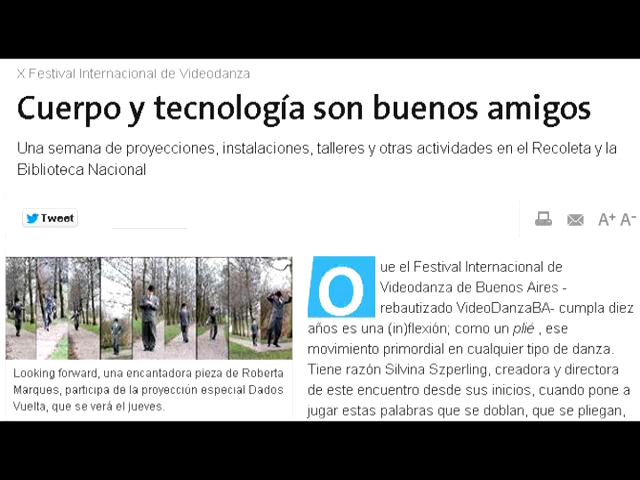 X Festival Internacional de Videodanza
Cuerpo y tecnología son buenos amigos
Una semana de proyecciones, instalaciones, talleres y otras actividades en el Recoleta y la
Biblioteca Nacional
Tweet
A+ A-
Looking forward, una encantadora pieza de Roberta
Marques, participa de la proyección especial Dados
Vuelta, que se verá el jueves.
Que el Festival Internacional de
Videodanza de Buenos Aires -
rebautizado VideoDanzaBA- cumpla diez
años es una (in)flexión; como un plié , ese
movimiento primordial en cualquier tipo de danza.
Tiene razón Silvina Szperling, creadora y directora
de este encuentro desde sus inicios, cuando pone a
jugar estas palabras que se doblan, que se pliegan,